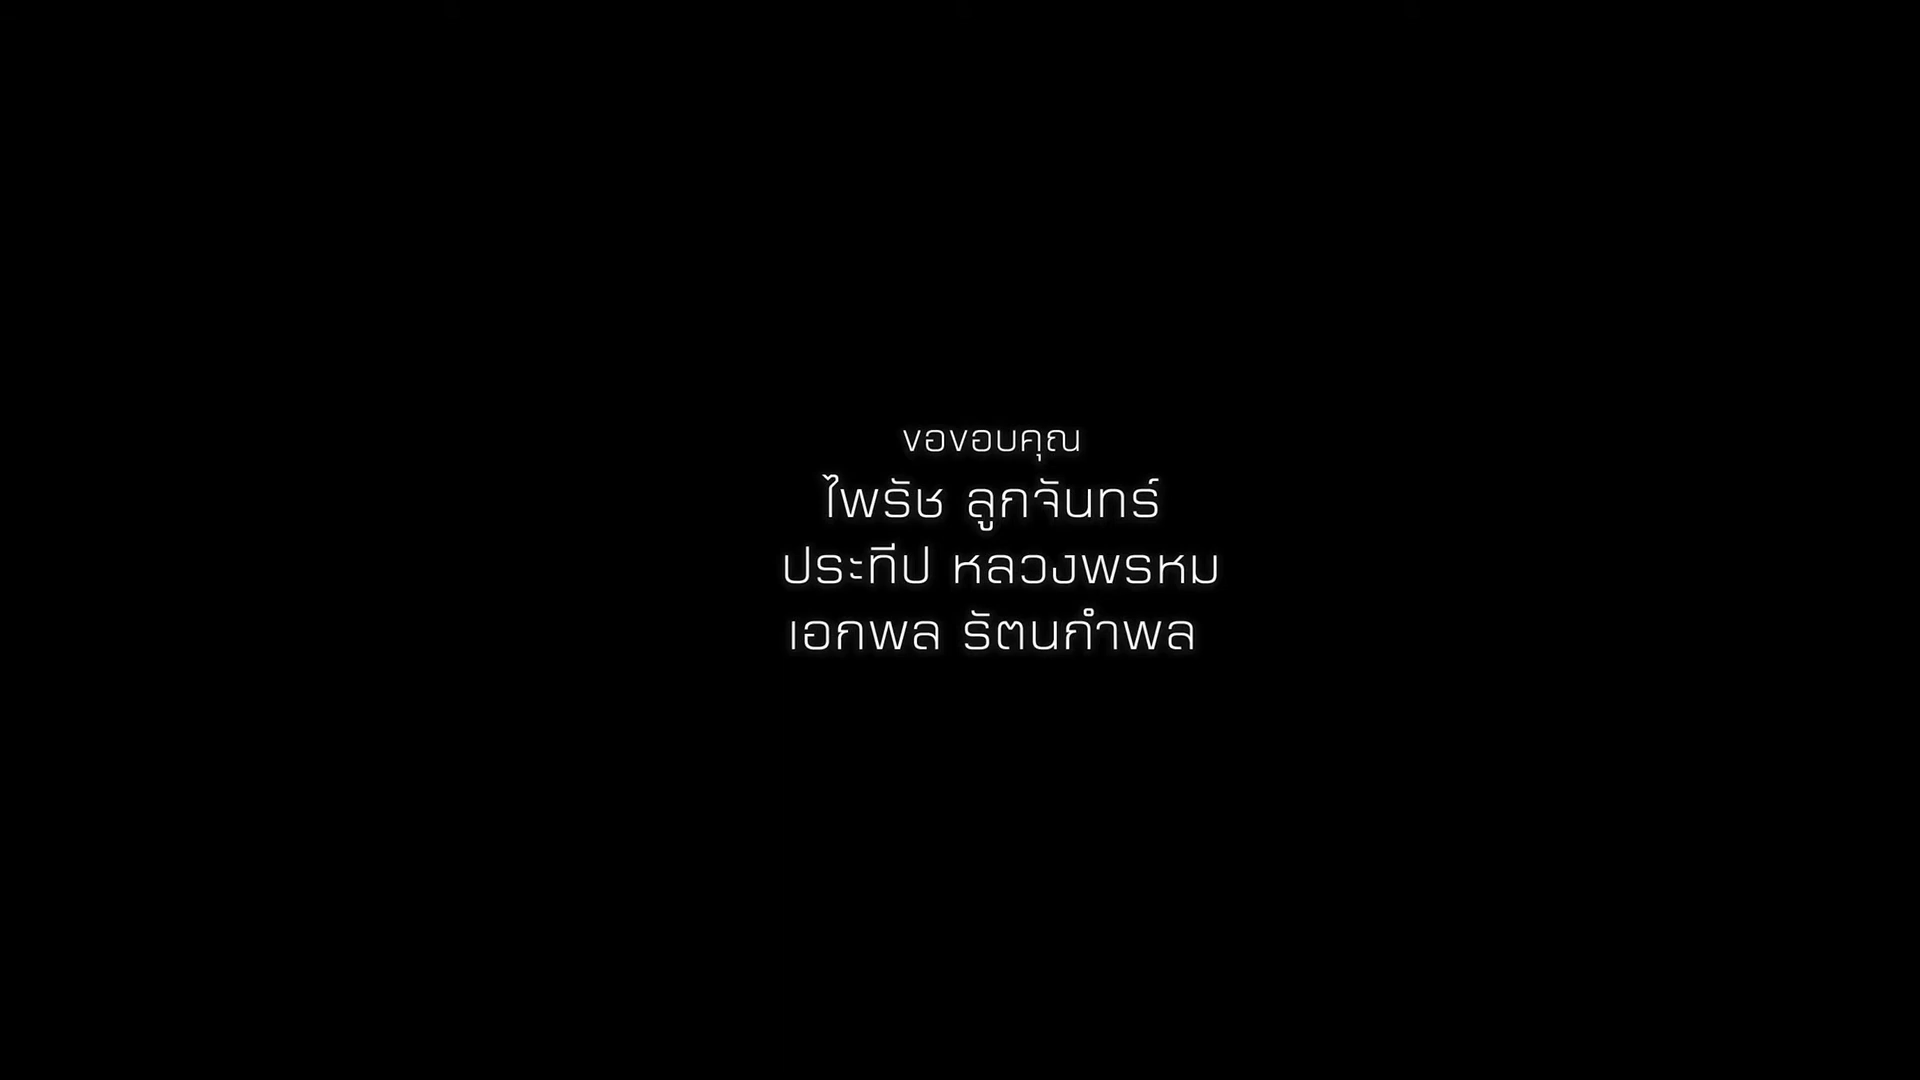 ขอขอบคุณ
ไพรัช ลูกจันทร์
ประทีป หลวงพรหม
เอกพล รัตนกำพล